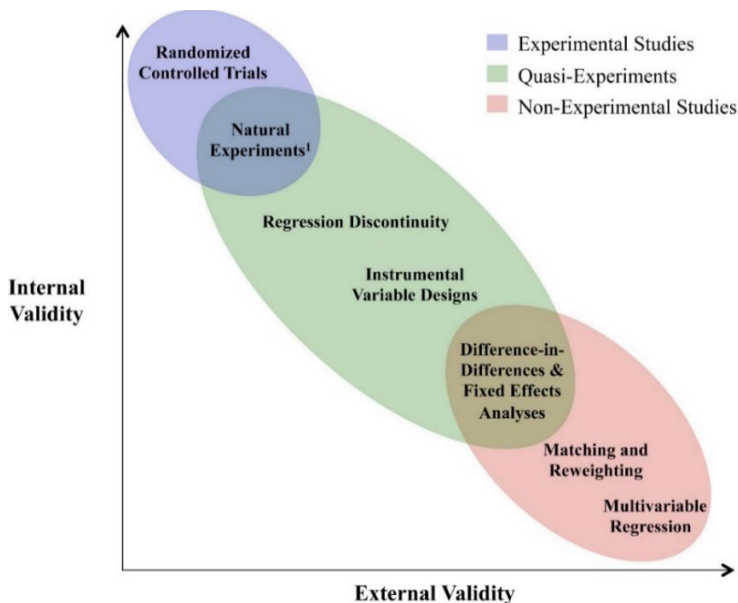 Randomized
Controlled Trials
Experimental Studies
Quasi-Experiments
Non-Experimental Studies
Natural
Experiments¹
Regression Discontinuity
Instrumental
Variable Designs
Internal
Validity
Difference-in-
Differences &
Fixed Effects
Analyses
Matching and
Reweighting
Multivariable
Regression
External Validity